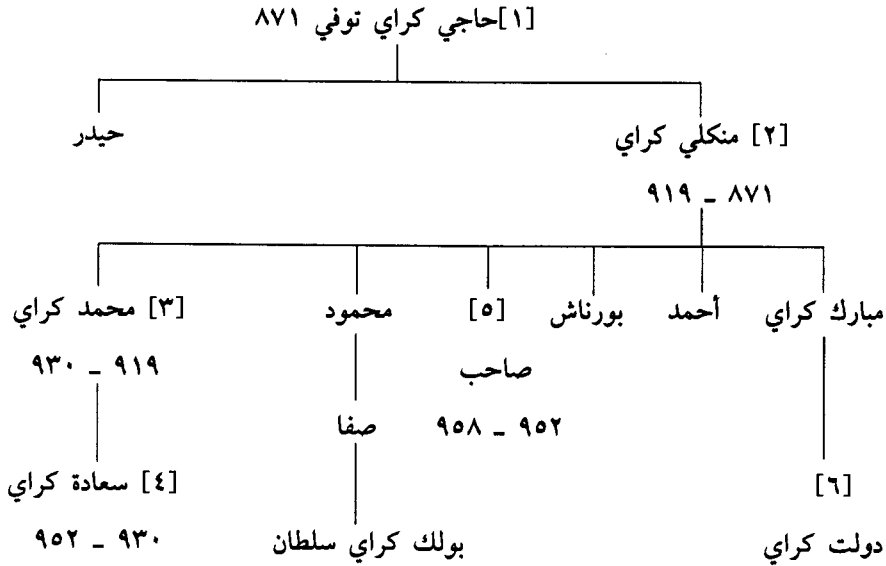 [١]حاجي كراي توفي ٨٧١
[٢] منكلي كراي حيدر
٨٧١ ـ ٩١٩
مبارك كراي أحمد بورناش [٥] محمود [٣] محمد كراي
صاحب ٩١٩ ـ ٩٣٠
٩٥٢ ـ ٩٥٨ صفا
[٦] [٤] سعادة كراي
دولت كراي بولك كراي سلطان ٩٣٠ ـ ٩٥٢